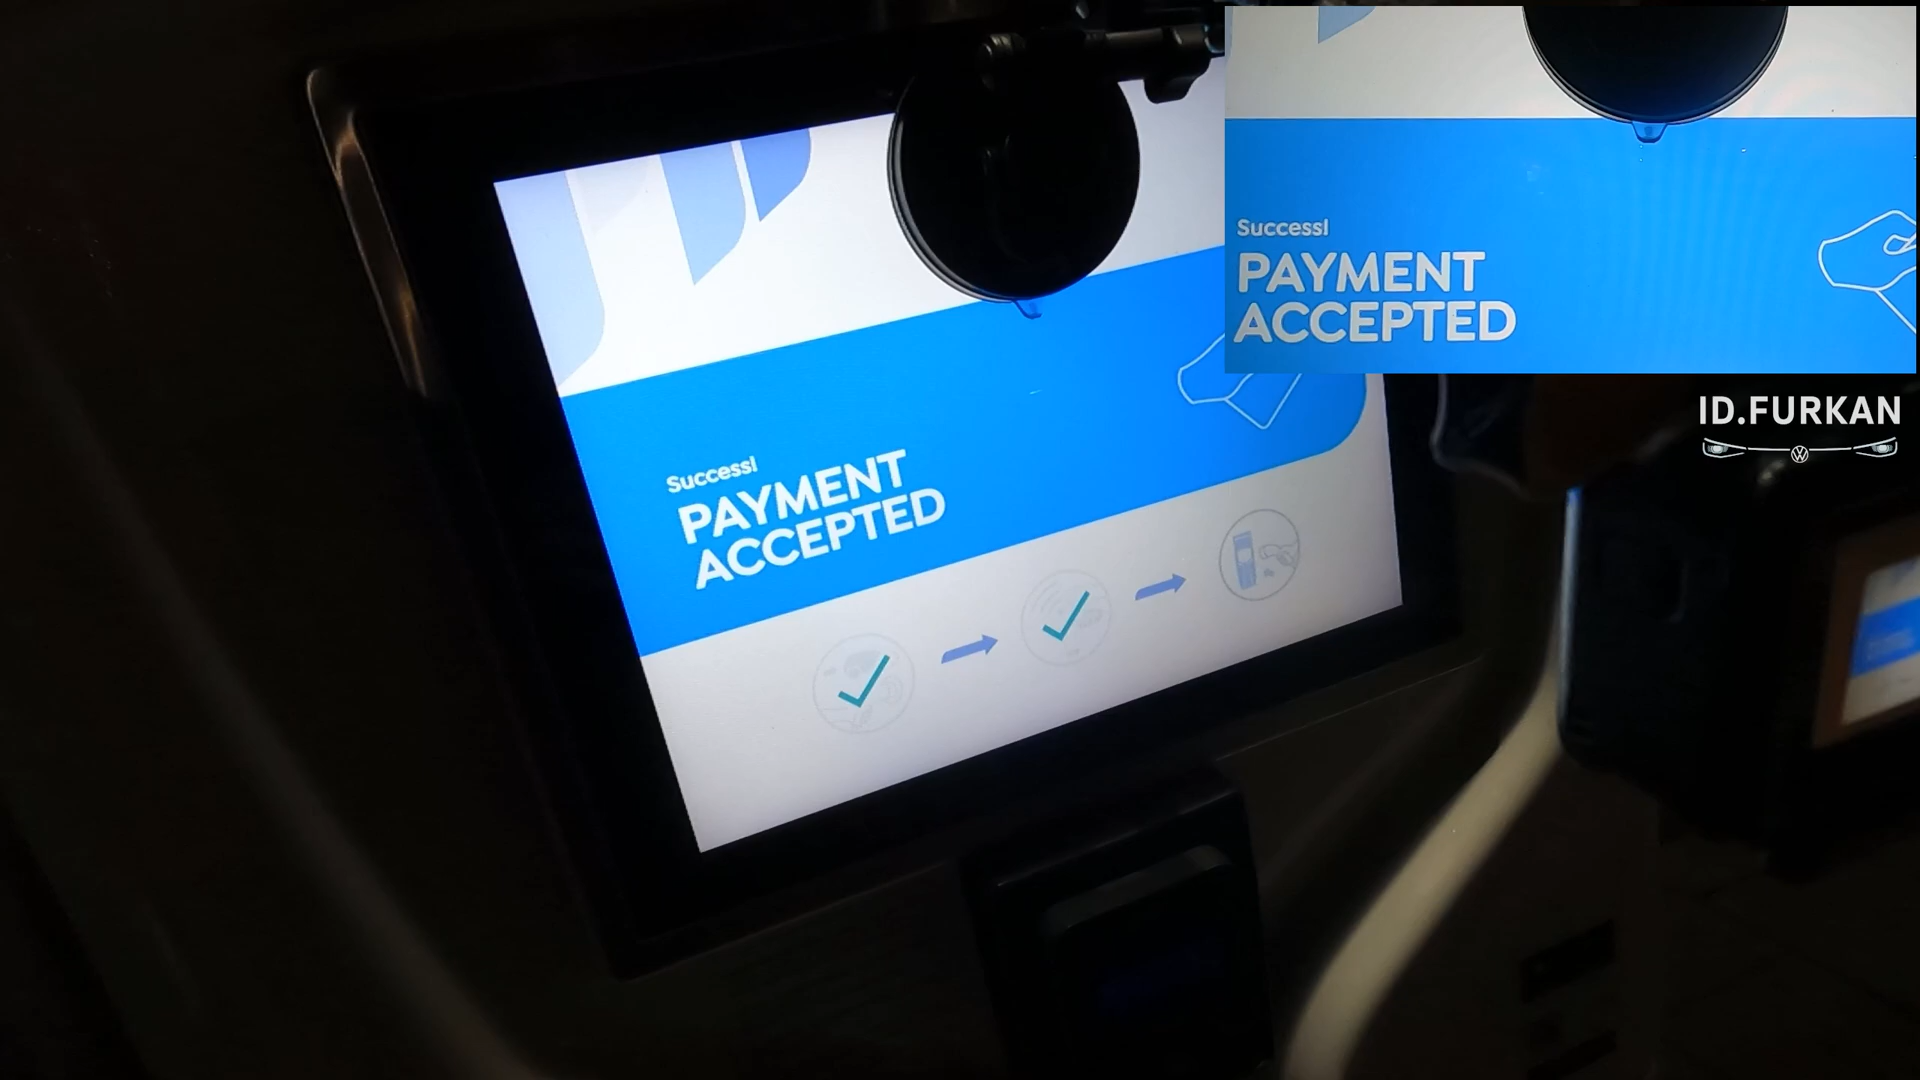 Success!
PAYMENT
ACCEPTED
Success!
PAYMENT
ACCEPTED
ID.FURKAN